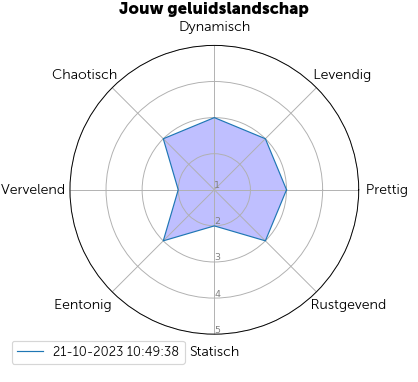 Jouw geluidslandschap
Dynamisch
Chaotisch
Levendig
Vervelend
Prettig
1
2
3
4
5
Eentonig
Rustgevend
Statisch
21-10-2023 10:49:38